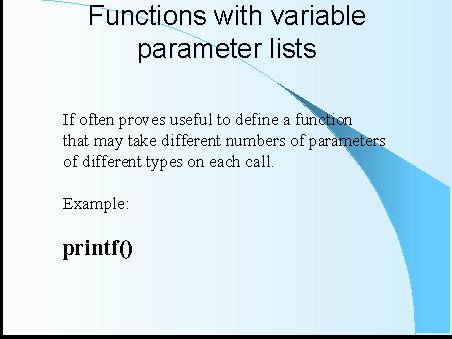 Functions with variable
parameter lists
If often proves useful to define a function
that may take different numbers of parameters
of different types on each call.
Example:
printf()